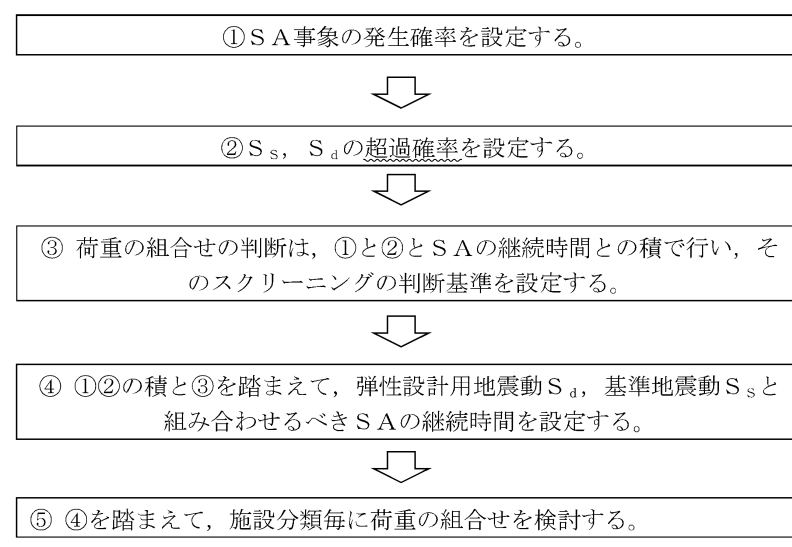 ①ＳＡ事象の発生確率を設定する。
②Ｓｓ，Ｓｄの超過確率を設定する。
③ 荷重の組合せの判断は，①と②とＳＡの継続時間との積で行い，そ
のスクリーニングの判断基準を設定する。
④ ①②の積と③を踏まえて，弾性設計用地震動Ｓｄ，基準地震動Ｓｓと
組み合わせるべきＳＡの継続時間を設定する。
⑤ ④を踏まえて，施設分類毎に荷重の組合せを検討する。